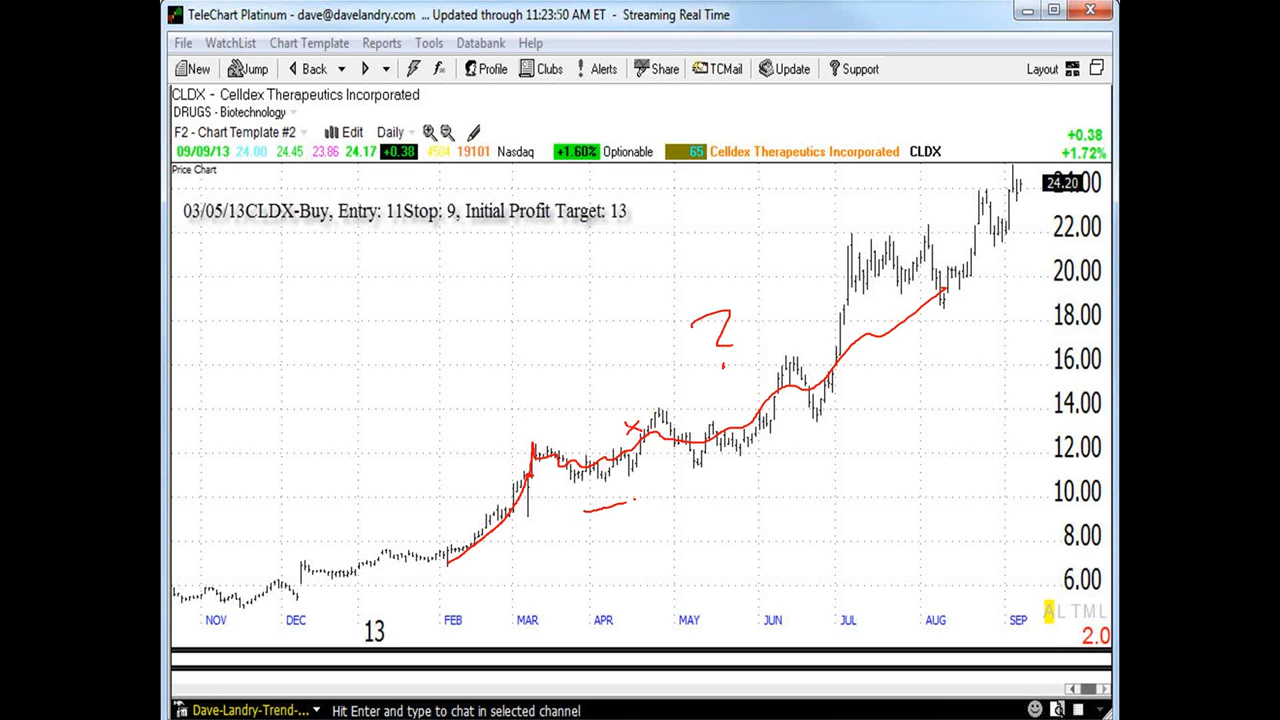 TeleChart Platinum - dave@davelandry.com ... Updated through 11:23:50 AM ET - Streaming Real Time
File WatchList Chart Template Reports Tools Databank Help
New Jump Back Profile Clubs Alerts Share TCMail Update Support Layout
CLDX - Celldex Therapeutics Incorporated
DRUGS - Biotechnology
F2 - Chart Template #2 Edit Daily
+0.38
09/09/13 24.00 24.45 23.86 24.17 +0.38 4504 19101 Nasdaq +1.60% Optionable 65 Celldex Therapeutics Incorporated CLDX +1.72%
Price Chart
24.20
03/05/13CLDX-Buy, Entry: 11Stop: 9, Initial Profit Target: 13
22.00
20.00
?
18.00
16.00
14.00
x
12.00
10.00
8.00
6.00
NOV DEC FEB MAR APR MAY JUN JUL AUG SEP
13
ALTML
2.0
Dave-Landry-Trend-... Hit Enter and type to chat in selected channel